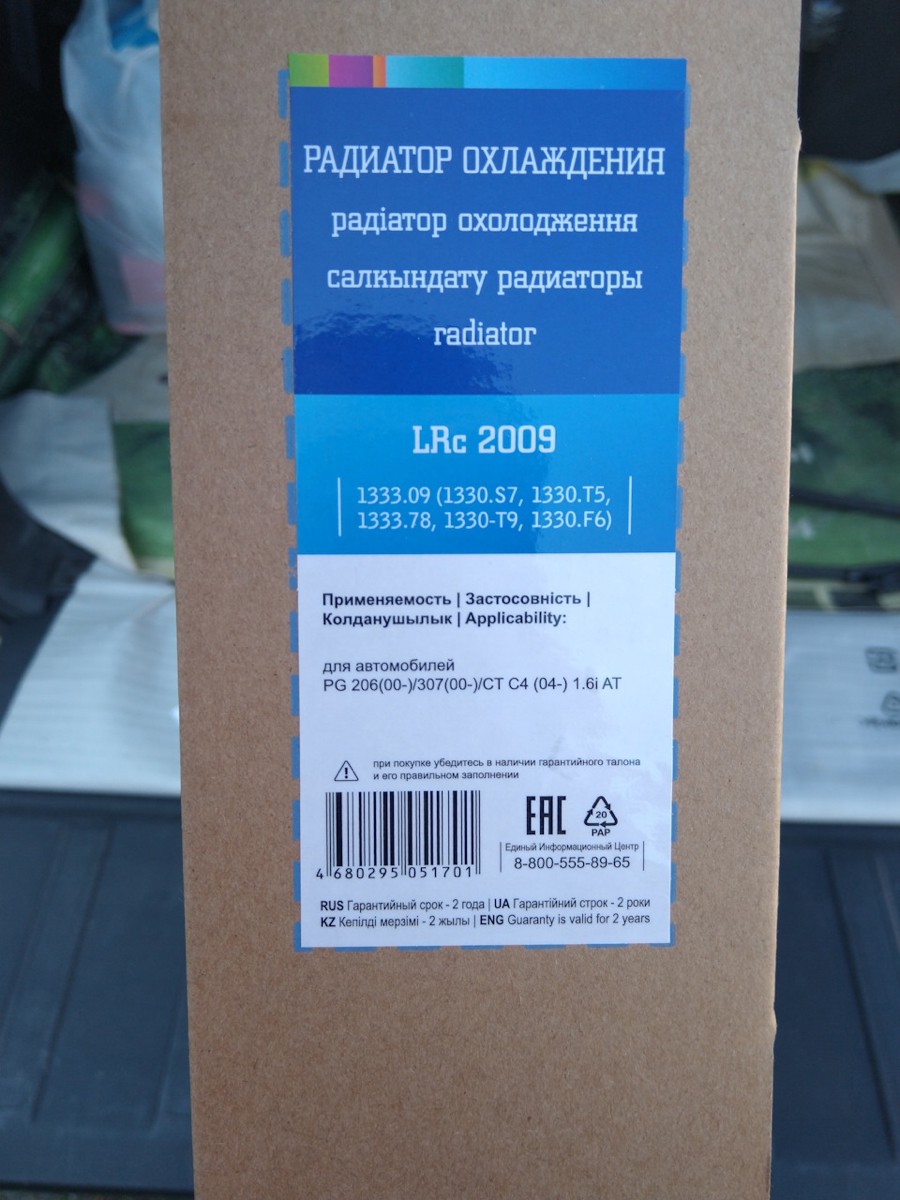 РАДИАТОР ОХЛАЖДЕНИЯ
радіатор охолодження
салкындату радиаторы
radiator
LRc 2009
1333.09 (1330.S7, 1330.T5,
1333.78, 1330-T9, 1330.F6)
Применяемость | Застосовність |
Колданушылык | Applicability:
для автомобилей
PG 206(00-)/307(00-)/CT C4 (04-) 1.6i AT
при покупке убедитесь в наличии гарантийного талона
и его правильном заполнении
EAC
20
PAP
Единый Информационный Центр
8-800-555-89-65
4 680295 051701
RUS Гарантийный срок - 2 года | UA Гарантійний строк - 2 роки
KZ Кепілді мерзімі - 2 жылы | ENG Guaranty is valid for 2 years